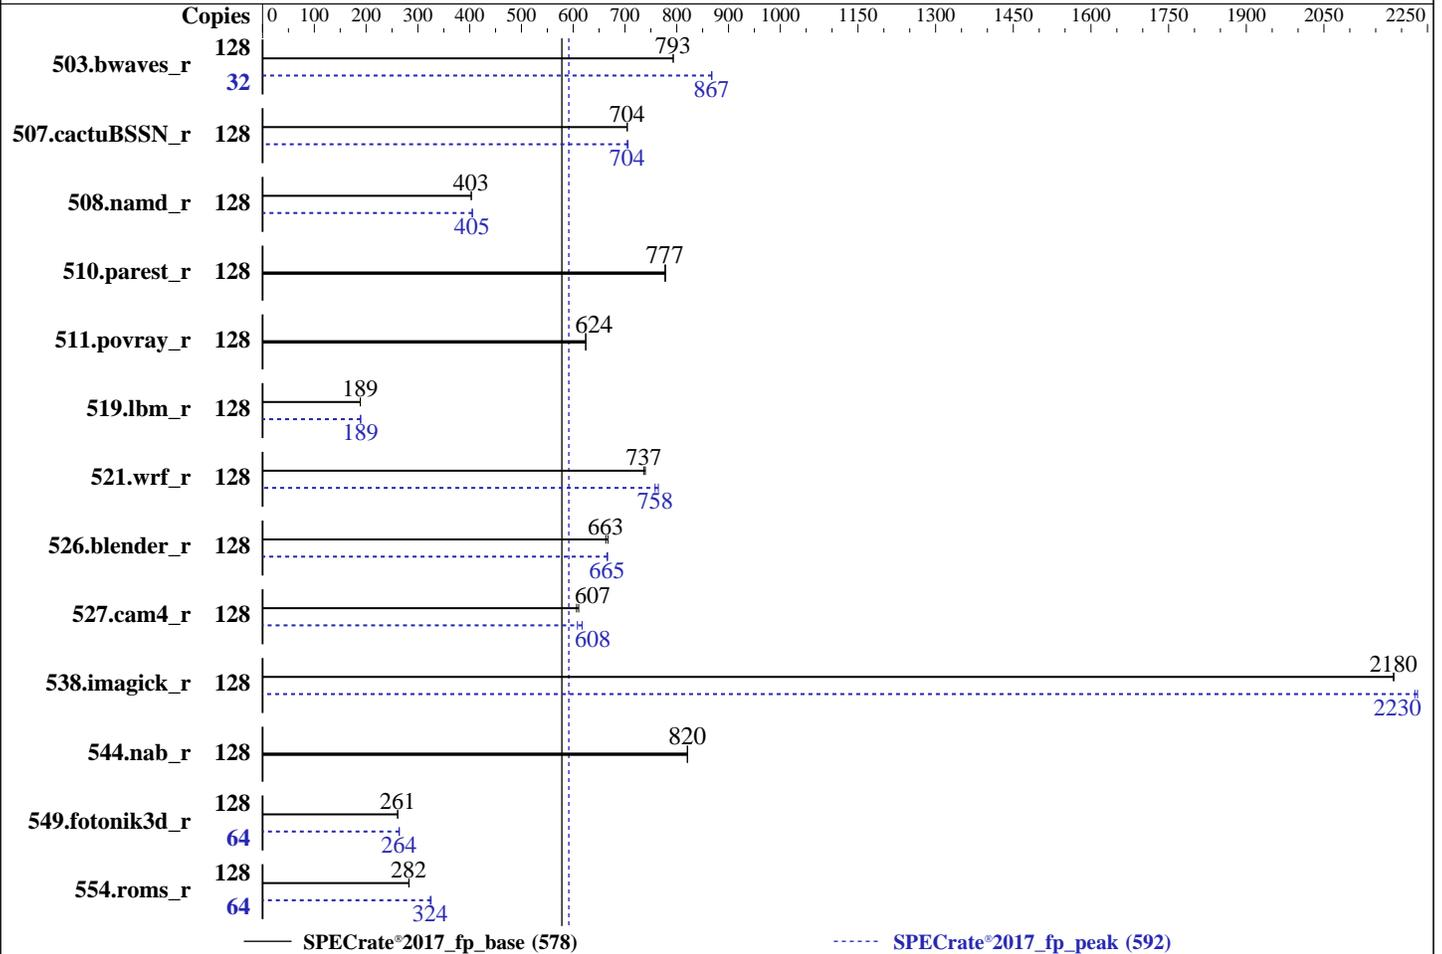 Copies 0 100 200 300 400 500 600 700 800 900 1000 1150 1300 1450 1600 1750 1900 2050 2250
503.bwaves_r 128 793
32 867
507.cactuBSSN_r 128 704
704
508.namd_r 128 403
405
510.parest_r 128 777
511.povray_r 128 624
519.lbm_r 128 189
189
521.wrf_r 128 737
758
526.blender_r 128 663
665
527.cam4_r 128 607
608
538.imagick_r 128 2180
2230
544.nab_r 128 820
549.fotonik3d_r 128 261
64 264
554.roms_r 128 282
64 324
SPECrate®2017_fp_base (578) SPECrate®2017_fp_peak (592)